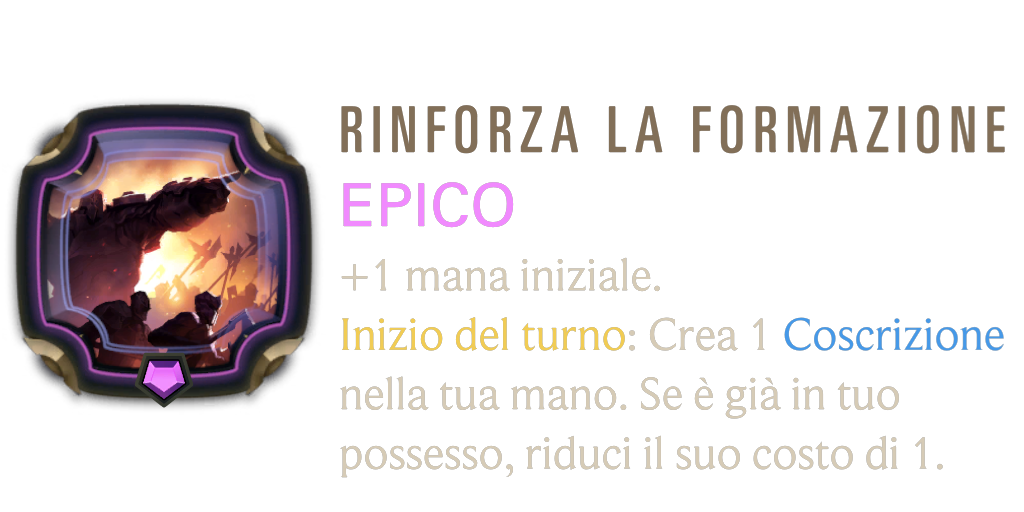 RINFORZA LA FORMAZIONE
EPICO
+1 mana iniziale.
Inizio del turno: Crea 1 Coscrizione
nella tua mano. Se è già in tuo
possesso, riduci il suo costo di 1.